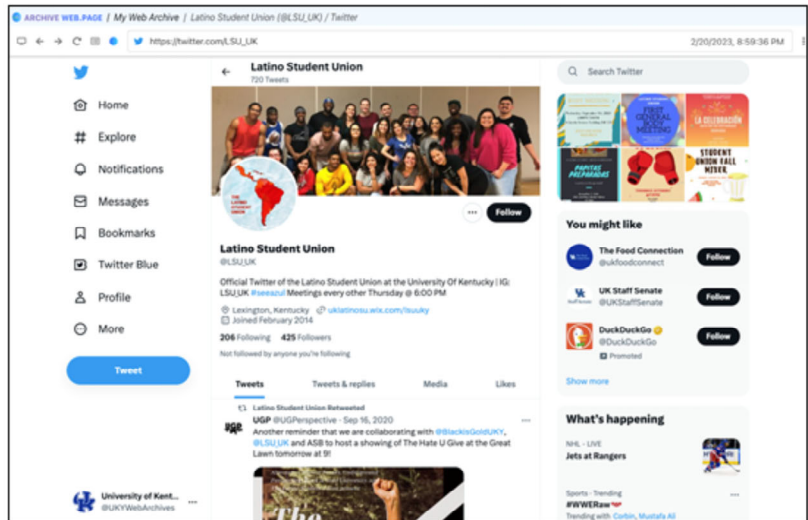 ARCHIVE WEB.PAGE / My Web Archive / Latino Student Union (@LSU_UK) / Twitter
https://twitter.com/LSU_UK
2/20/2023, 8:59:36 PM
Latino Student Union
720 Tweets
Search Twitter
Home
Explore
Notifications
Messages
Bookmarks
Twitter Blue
Profile
More
Tweet
THE LATINO STUDENT UNION
Follow
Latino Student Union
@LSU_UK
Official Twitter of the Latino Student Union at the University Of Kentucky | IG:
LSU_UK #seeazul Meetings every other Thursday @ 6:00 PM
Lexington, Kentucky uklatinosu.wix.com/lsuuky
Joined February 2014
206 Following 425 Followers
Not followed by anyone you're following
Tweets Tweets & replies Media Likes
Latino Student Union Retweeted
UGP
UGP @UGPerspective · Sep 16, 2020
Another reminder that we are collaborating with @BlackisGoldUKY,
@LSU_UK and ASB to host a showing of The Hate U Give at the Great
Lawn tomorrow at 9!
The
FIRST
GENERAL
BODY
MEETING
LA CELEBRACIÓN
PAPITAS
PREPARADAS
STUDENT
UNION FALL
MIXER
You might like
The Food Connection
@ukfoodconnect
Follow
UK Staff Senate
@UKStaffSenate
Follow
DuckDuckGo
@DuckDuckGo
Promoted
Follow
Show more
What's happening
NHL · LIVE
Jets at Rangers
Sports · Trending
#WWERaw
Trending with Corbin, Mustafa Ali
University of Kent...
@UKYWebArchives